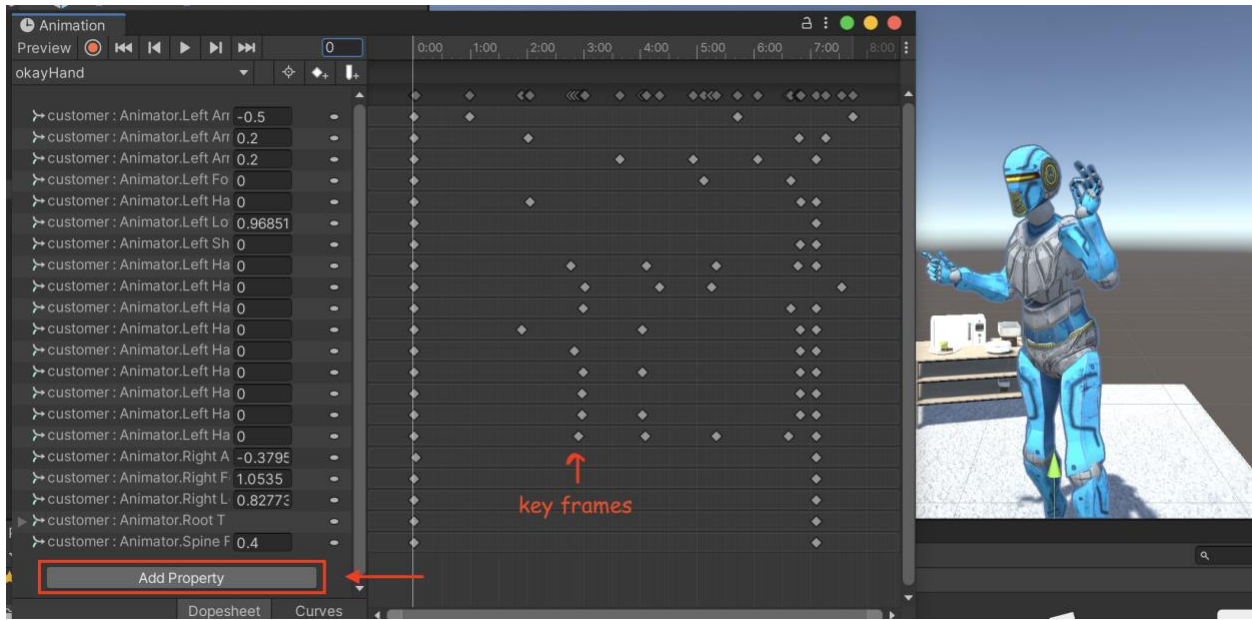 Animation
Preview 0 0:00 1:00 2:00 3:00 4:00 5:00 6:00 7:00 8:00
okayHand
customer : Animator.Left Arr -0.5
customer : Animator.Left Arr 0.2
customer : Animator.Left Arr 0.2
customer : Animator.Left Fo 0
customer : Animator.Left Ha 0
customer : Animator.Left Lo 0.96851
customer : Animator.Left Sh 0
customer : Animator.Left Ha 0
customer : Animator.Left Ha 0
customer : Animator.Left Ha 0
customer : Animator.Left Ha 0
customer : Animator.Left Ha 0
customer : Animator.Left Ha 0
customer : Animator.Left Ha 0
customer : Animator.Left Ha 0
customer : Animator.Left Ha 0
customer : Animator.Right A -0.3795
customer : Animator.Right F 1.0535
customer : Animator.Right L 0.82773
key frames
customer : Animator.Root T
customer : Animator.Spine F 0.4
Add Property
Dopesheet Curves